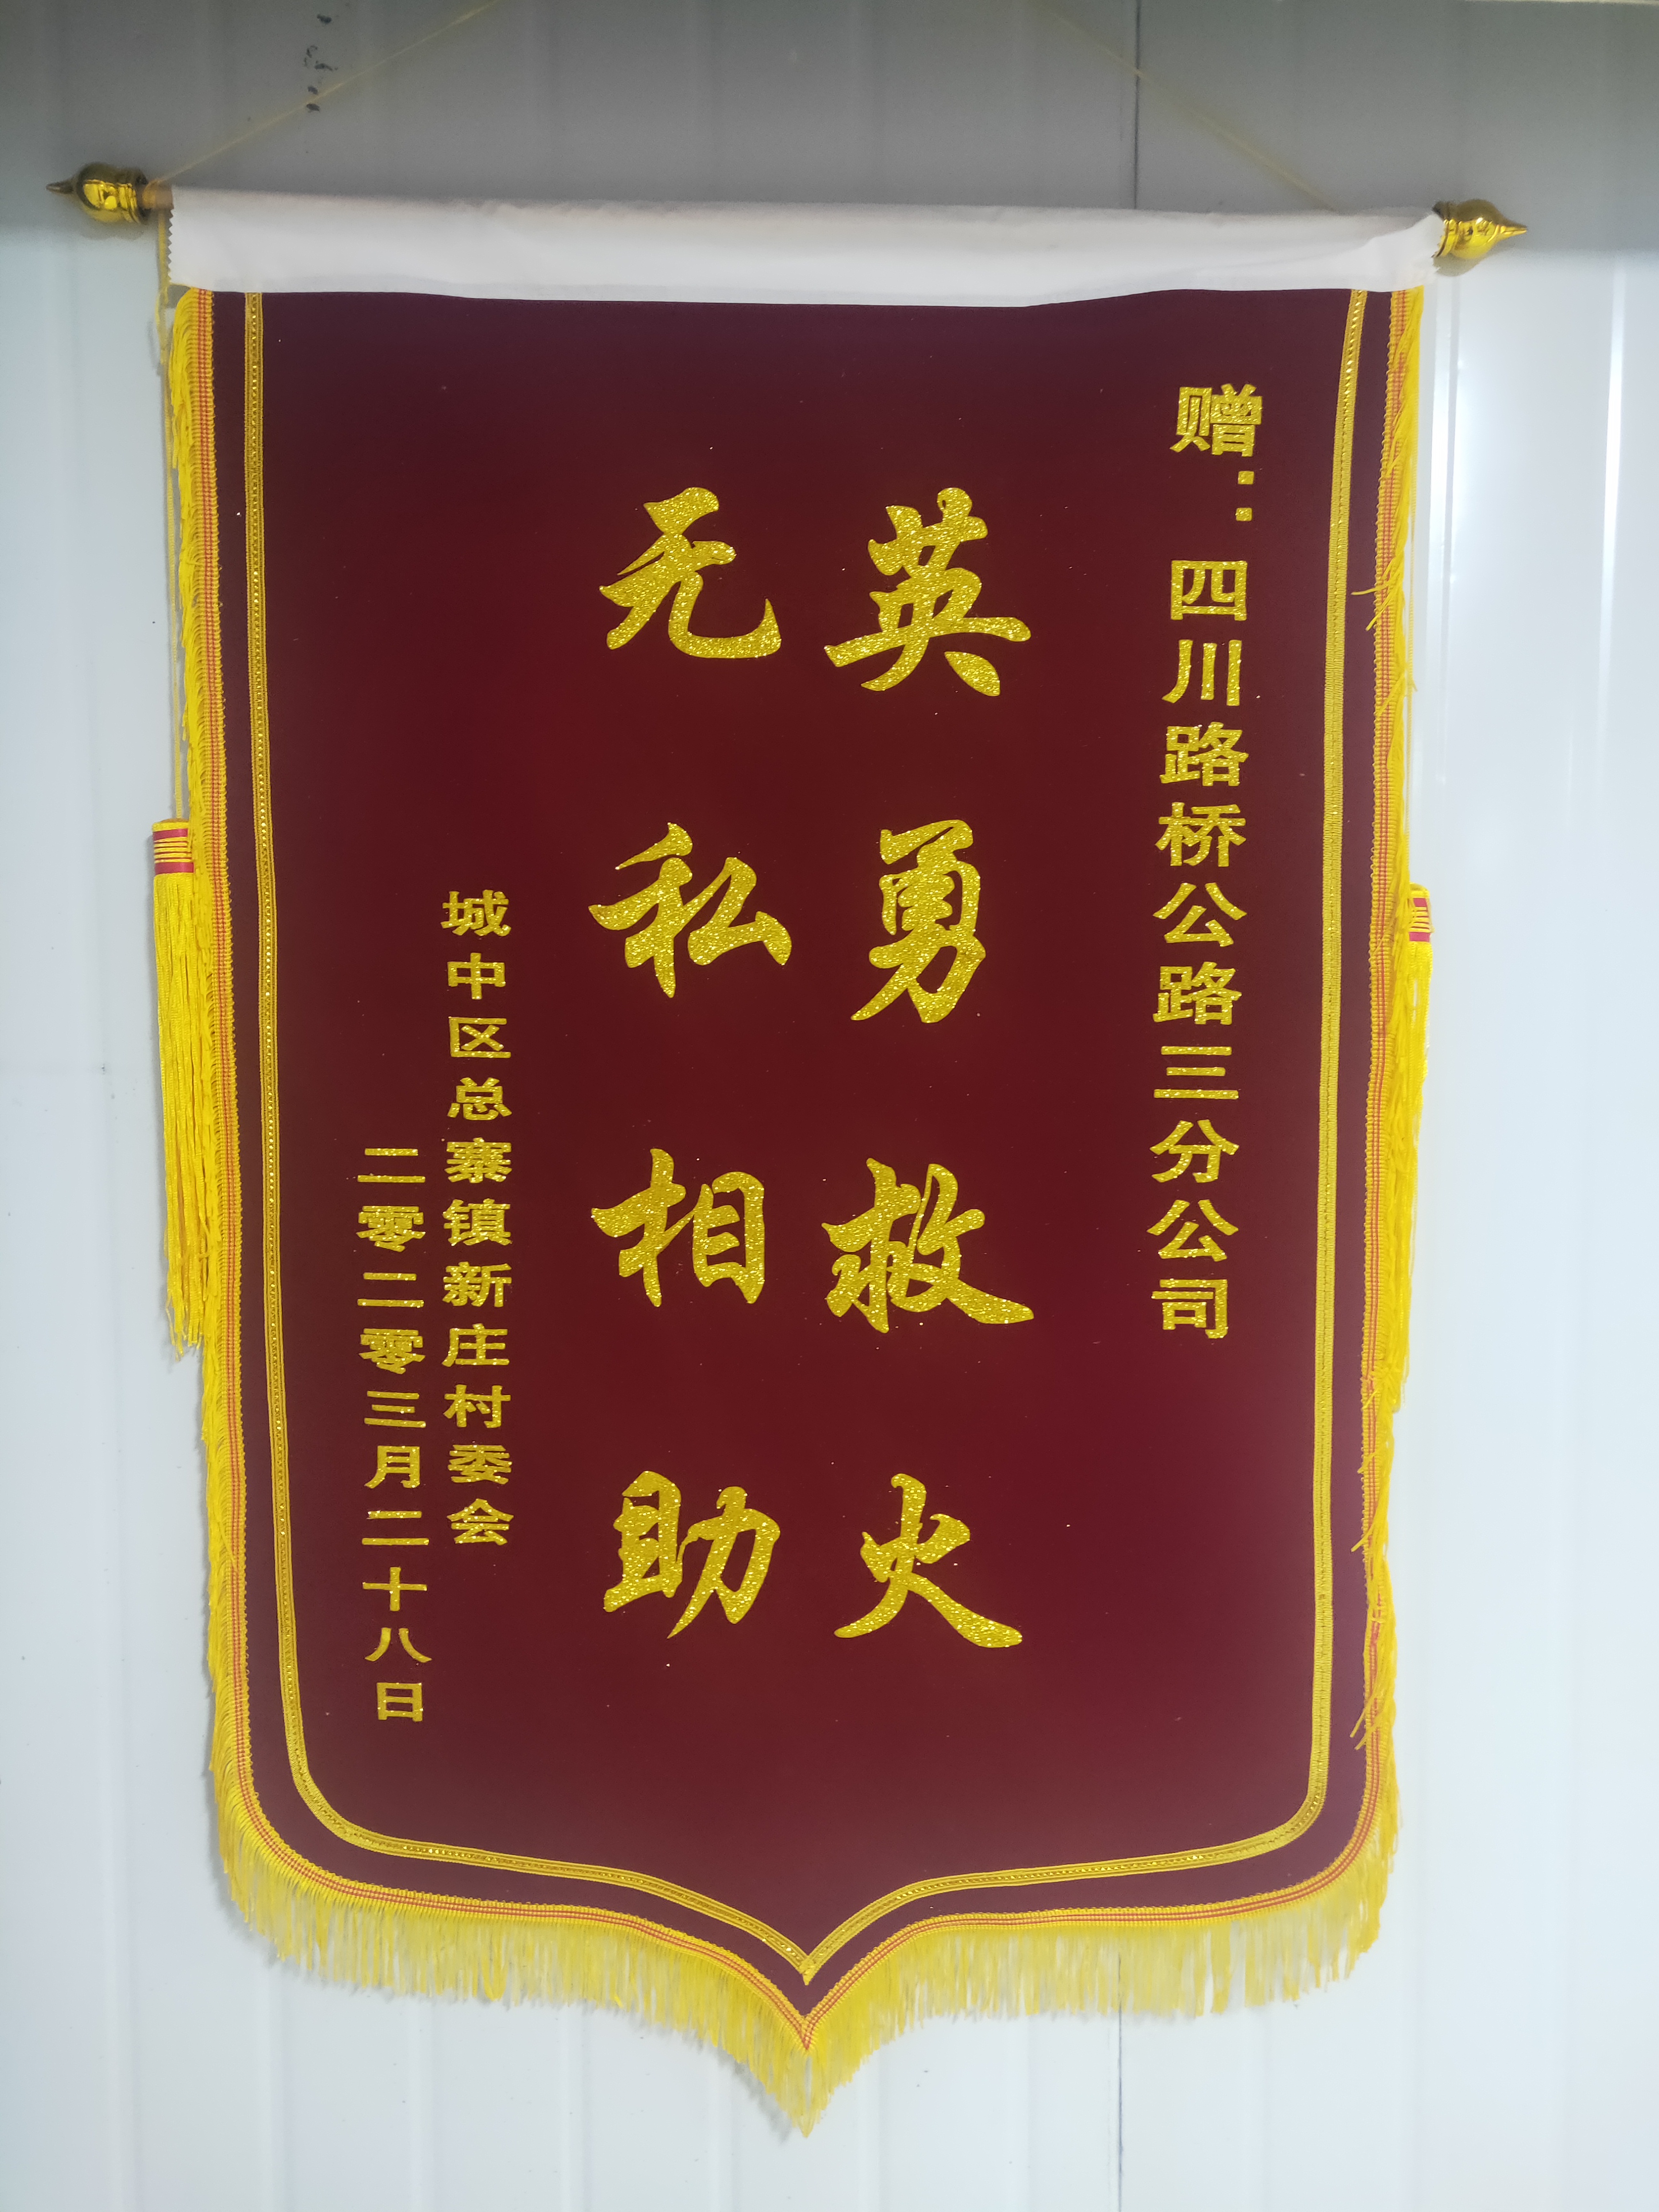 赠：四川路桥公路三分公司
英勇救火
无私相助
城中区总寨镇新庄村委会
二零二零三月二十八日